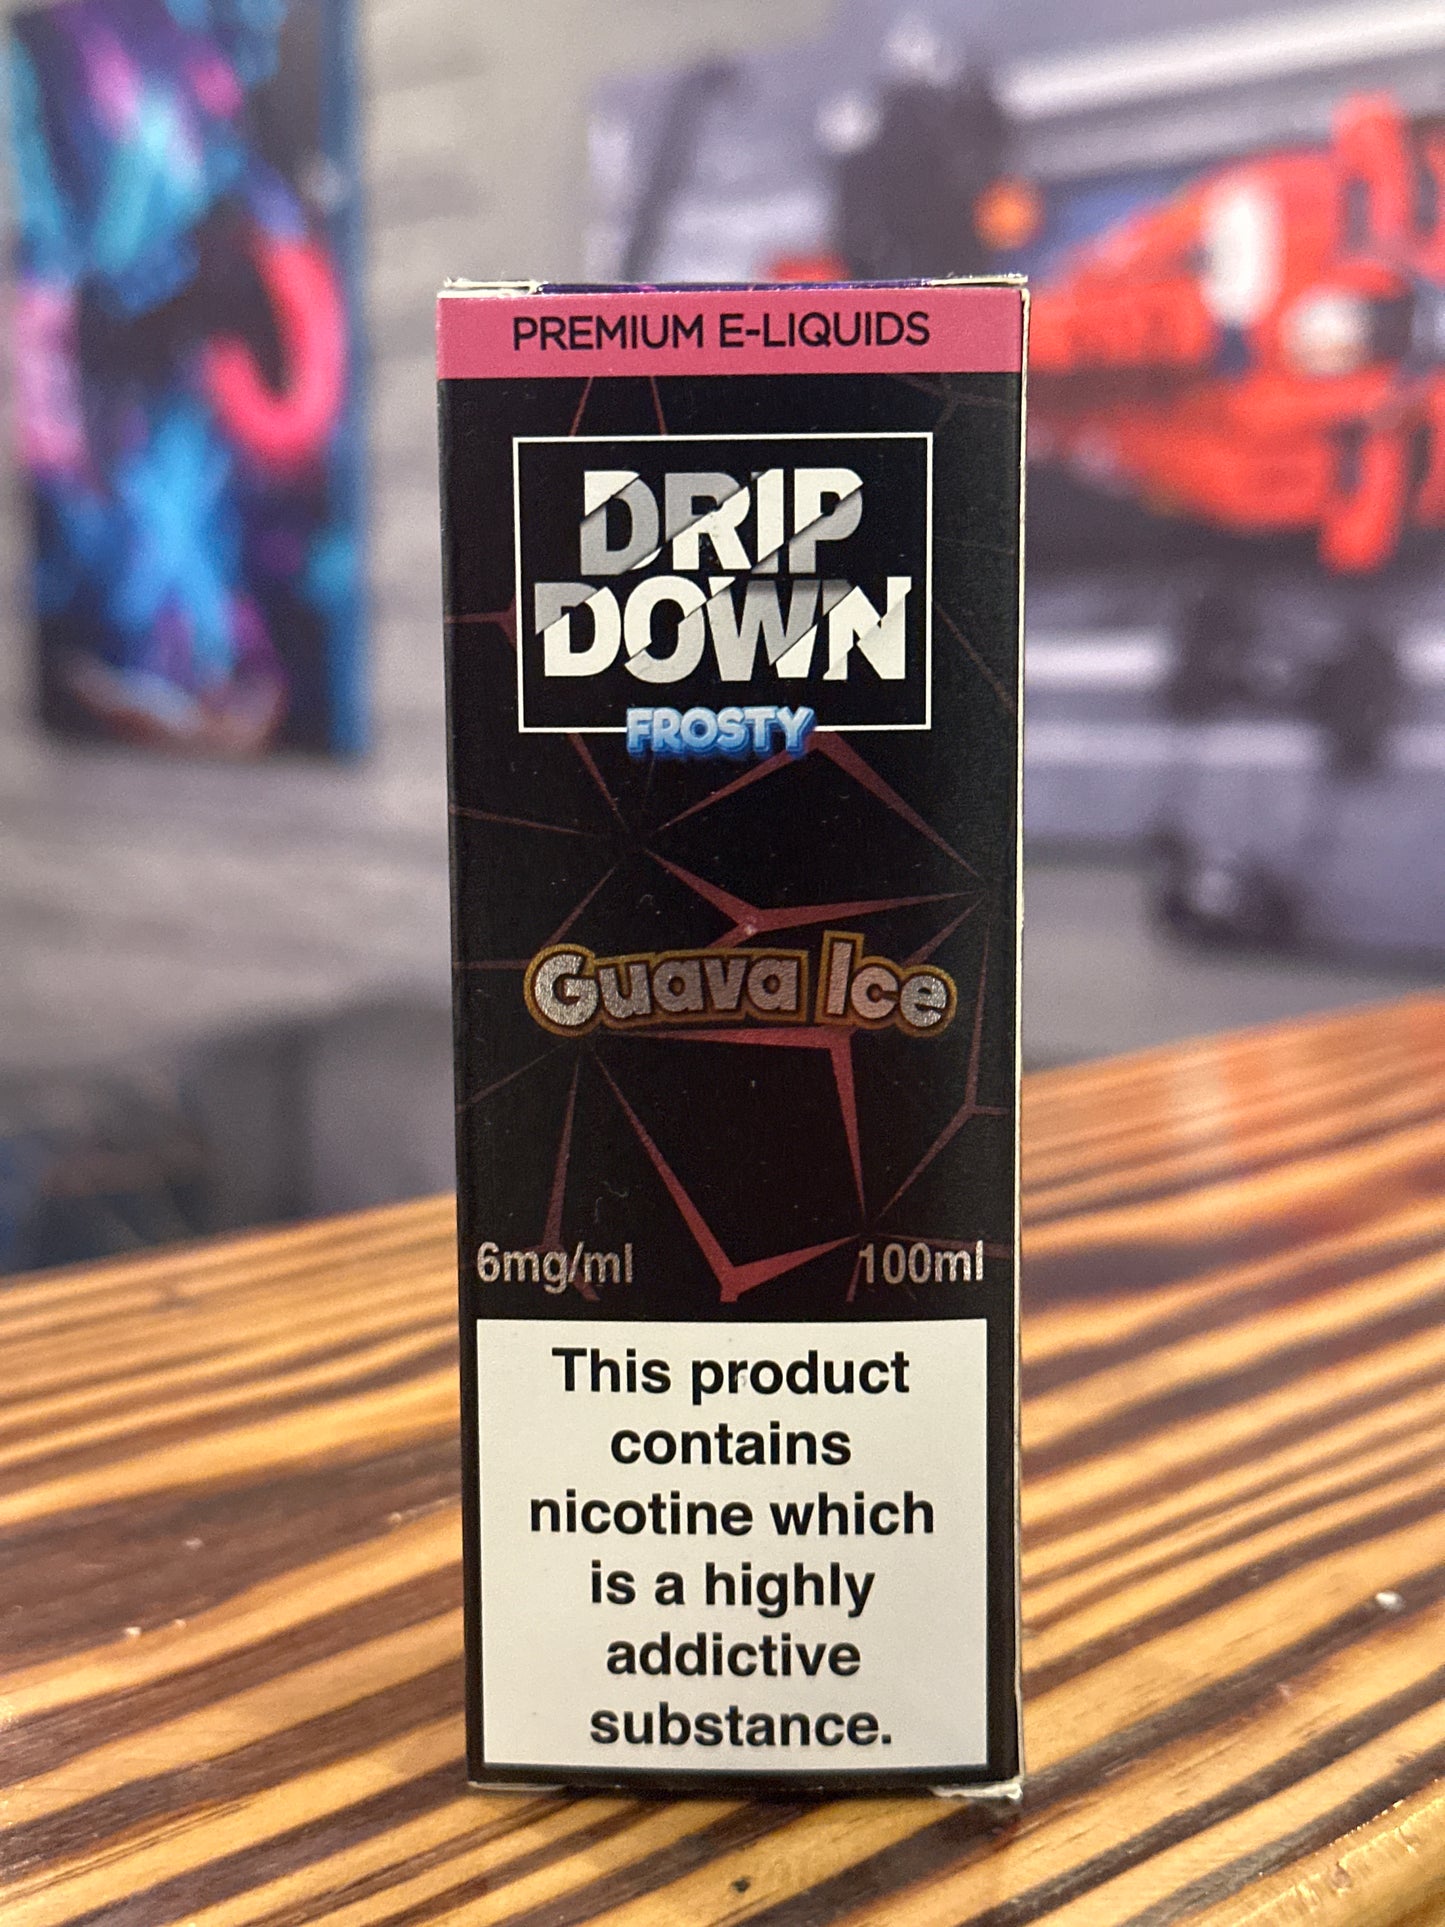 PREMIUM E-LIQUIDS
DRIP
DOWN
FROSTY
Guava Ice
6mg/ml 100ml
This product
contains
nicotine which
is a highly
addictive
substance.